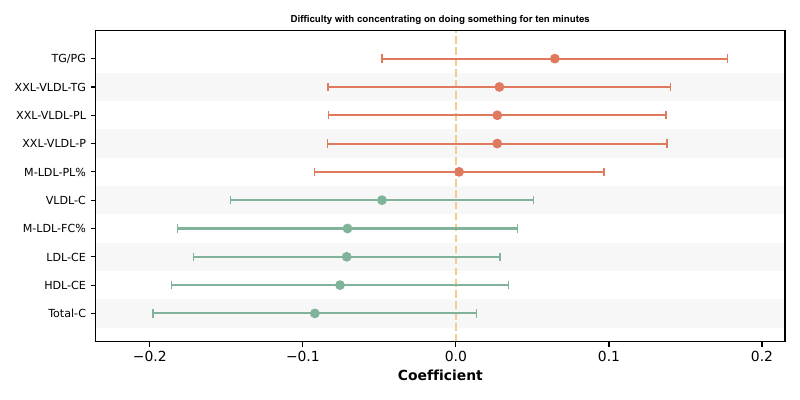 Difficulty with concentrating on doing something for ten minutes
TG/PG
XXL-VLDL-TG
XXL-VLDL-PL
XXL-VLDL-P
M-LDL-PL%
VLDL-C
M-LDL-FC%
LDL-CE
HDL-CE
Total-C
−0.2 −0.1 0.0 0.1 0.2
Coefficient